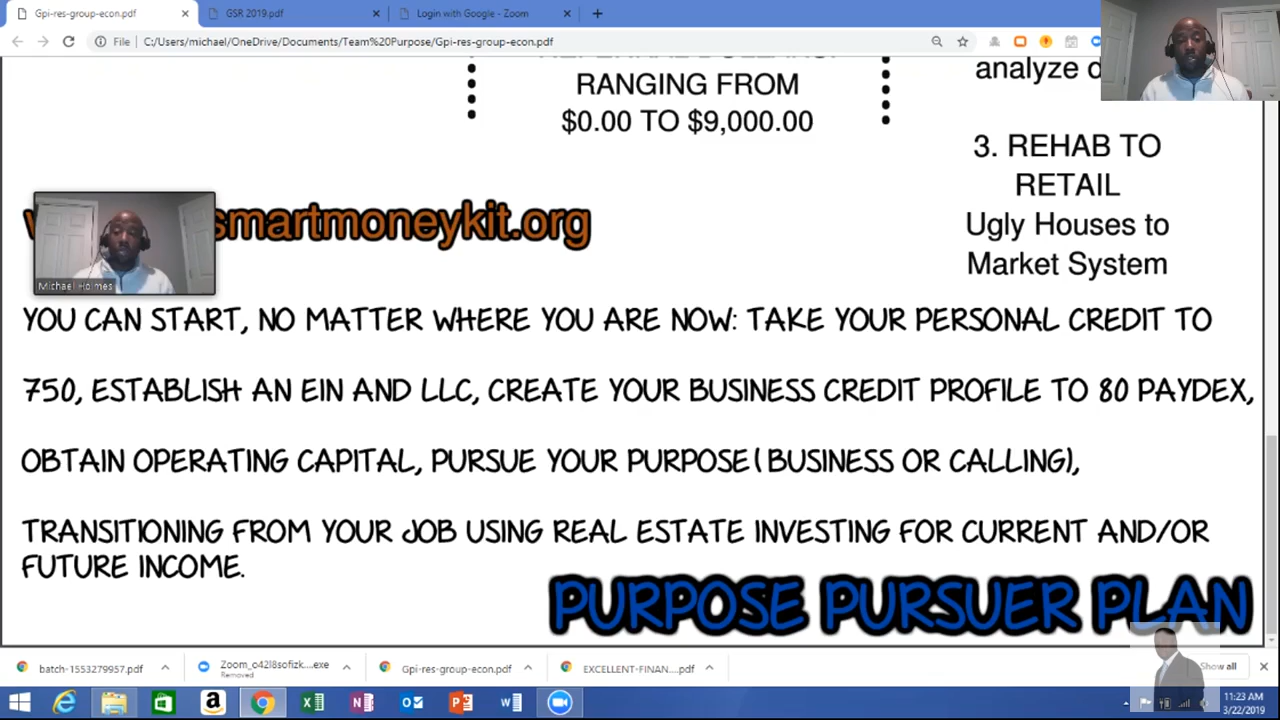 Gpi-res-group-econ.pdf
GSR 2019.pdf
Login with Google - Zoom
File
C:/Users/michael/OneDrive/Documents/Team%20Purpose/Gpi-res-group-econ.pdf
RANGING FROM
$0.00 TO $9,000.00
analyze d
3. REHAB TO
RETAIL
Ugly Houses to
Market System
smartmoneykit.org
Michael Holmes
YOU CAN START, NO MATTER WHERE YOU ARE NOW: TAKE YOUR PERSONAL CREDIT TO
750, ESTABLISH AN EIN AND LLC, CREATE YOUR BUSINESS CREDIT PROFILE TO 80 PAYDEX,
OBTAIN OPERATING CAPITAL, PURSUE YOUR PURPOSE(BUSINESS OR CALLING),
TRANSITIONING FROM YOUR JOB USING REAL ESTATE INVESTING FOR CURRENT AND/OR
FUTURE INCOME.
PURPOSE PURSUER PLAN
batch-1553279957.pdf
Zoom_o42l8sofizk....exe
Removed
Gpi-res-group-econ.pdf
EXCELLENT-FINAN....pdf
Show all
11:23 AM
3/22/2019